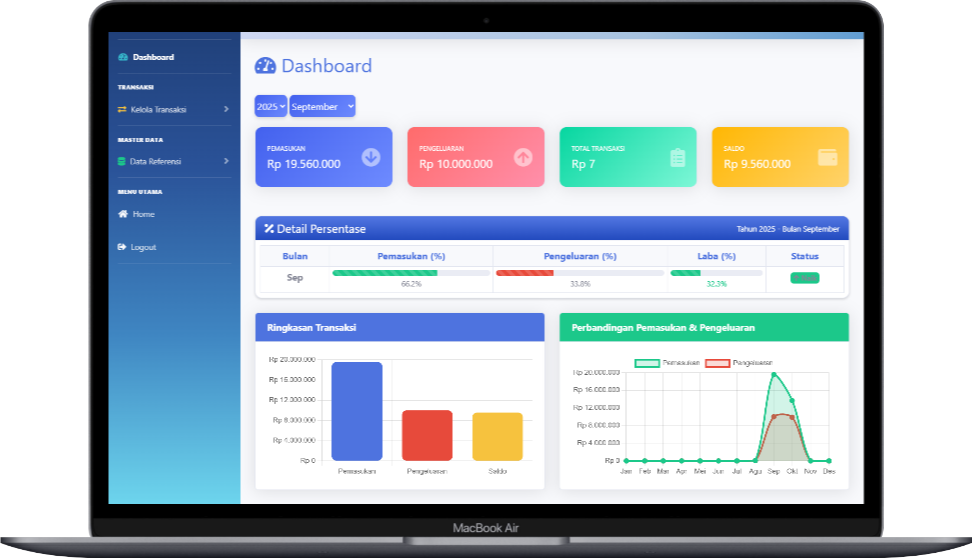 Dashboard
TRANSAKSI
Kelola Transaksi
MASTER DATA
Data Referensi
MENU UTAMA
Home
Logout
Dashboard
2025 September
PEMASUKAN
Rp 19.560.000
PENGELUARAN
Rp 10.000.000
TOTAL TRANSAKSI
Rp 7
SALDO
Rp 9.560.000
Detail Persentase
Tahun 2025 - Bulan September
Bulan Pemasukan (%) Pengeluaran (%) Laba (%) Status
Sep 66.2% 33.8% 32.3%
Ringkasan Transaksi
Rp 20.000.000
Rp 16.000.000
Rp 12.000.000
Rp 8.000.000
Rp 4.000.000
Rp 0
Pemasukan Pengeluaran Saldo
Perbandingan Pemasukan & Pengeluaran
Pemasukan Pengeluaran
Rp 20.000.000
Rp 16.000.000
Rp 12.000.000
Rp 8.000.000
Rp 4.000.000
Rp 0
Jan Feb Mar Apr Mei Jun Jul Agu Sep Okt Nov Des
MacBook Air